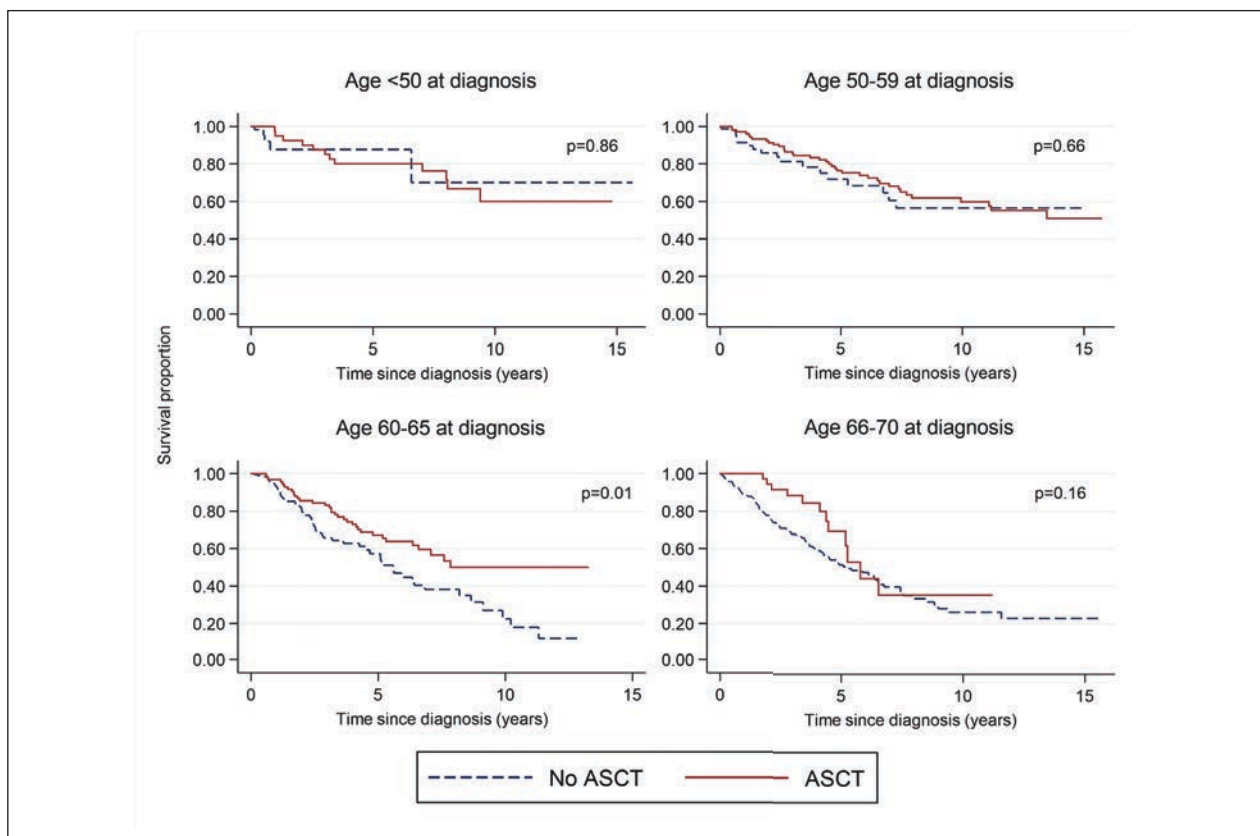 Age <50 at diagnosis
p=0.86
1.00
0.80
0.60
0.40
0.20
0.00
0 5 10 15
Time since diagnosis (years)
Age 50-59 at diagnosis
p=0.66
1.00
0.80
0.60
0.40
0.20
0.00
0 5 10 15
Time since diagnosis (years)
Survival proportion
Age 60-65 at diagnosis
p=0.01
1.00
0.80
0.60
0.40
0.20
0.00
0 5 10 15
Time since diagnosis (years)
Age 66-70 at diagnosis
p=0.16
1.00
0.80
0.60
0.40
0.20
0.00
0 5 10 15
Time since diagnosis (years)
No ASCT ASCT